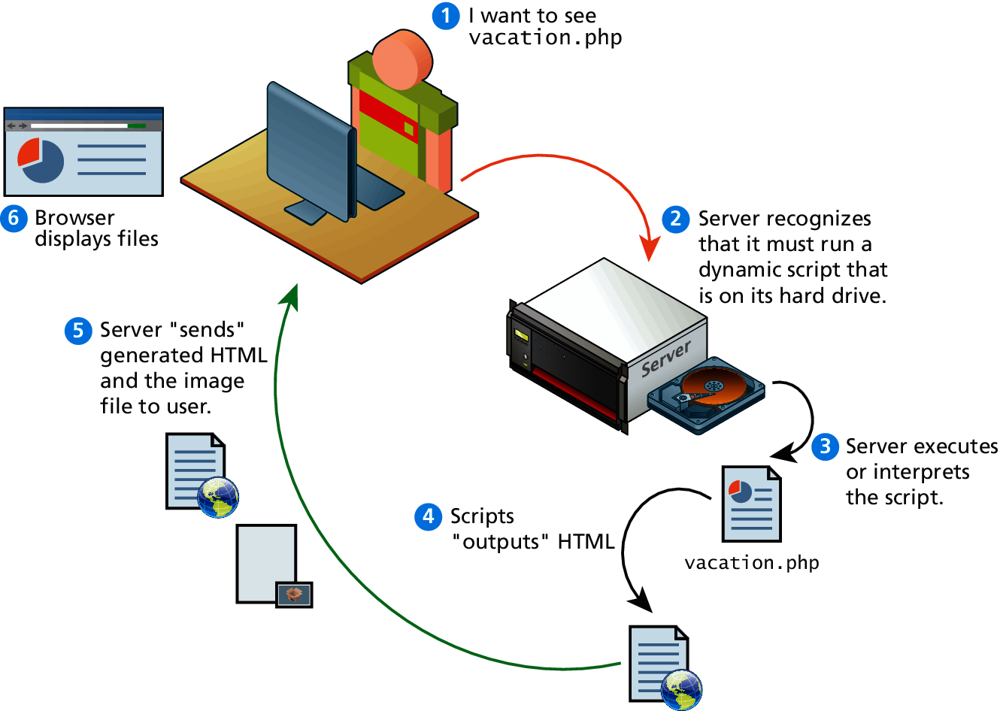 1 I want to see
vacation.php
2 Server recognizes
that it must run a
dynamic script that
is on its hard drive.
Server
3 Server executes
or interprets
the script.
vacation.php
4 Scripts
"outputs" HTML
5 Server "sends"
generated HTML
and the image
file to user.
6 Browser
displays files